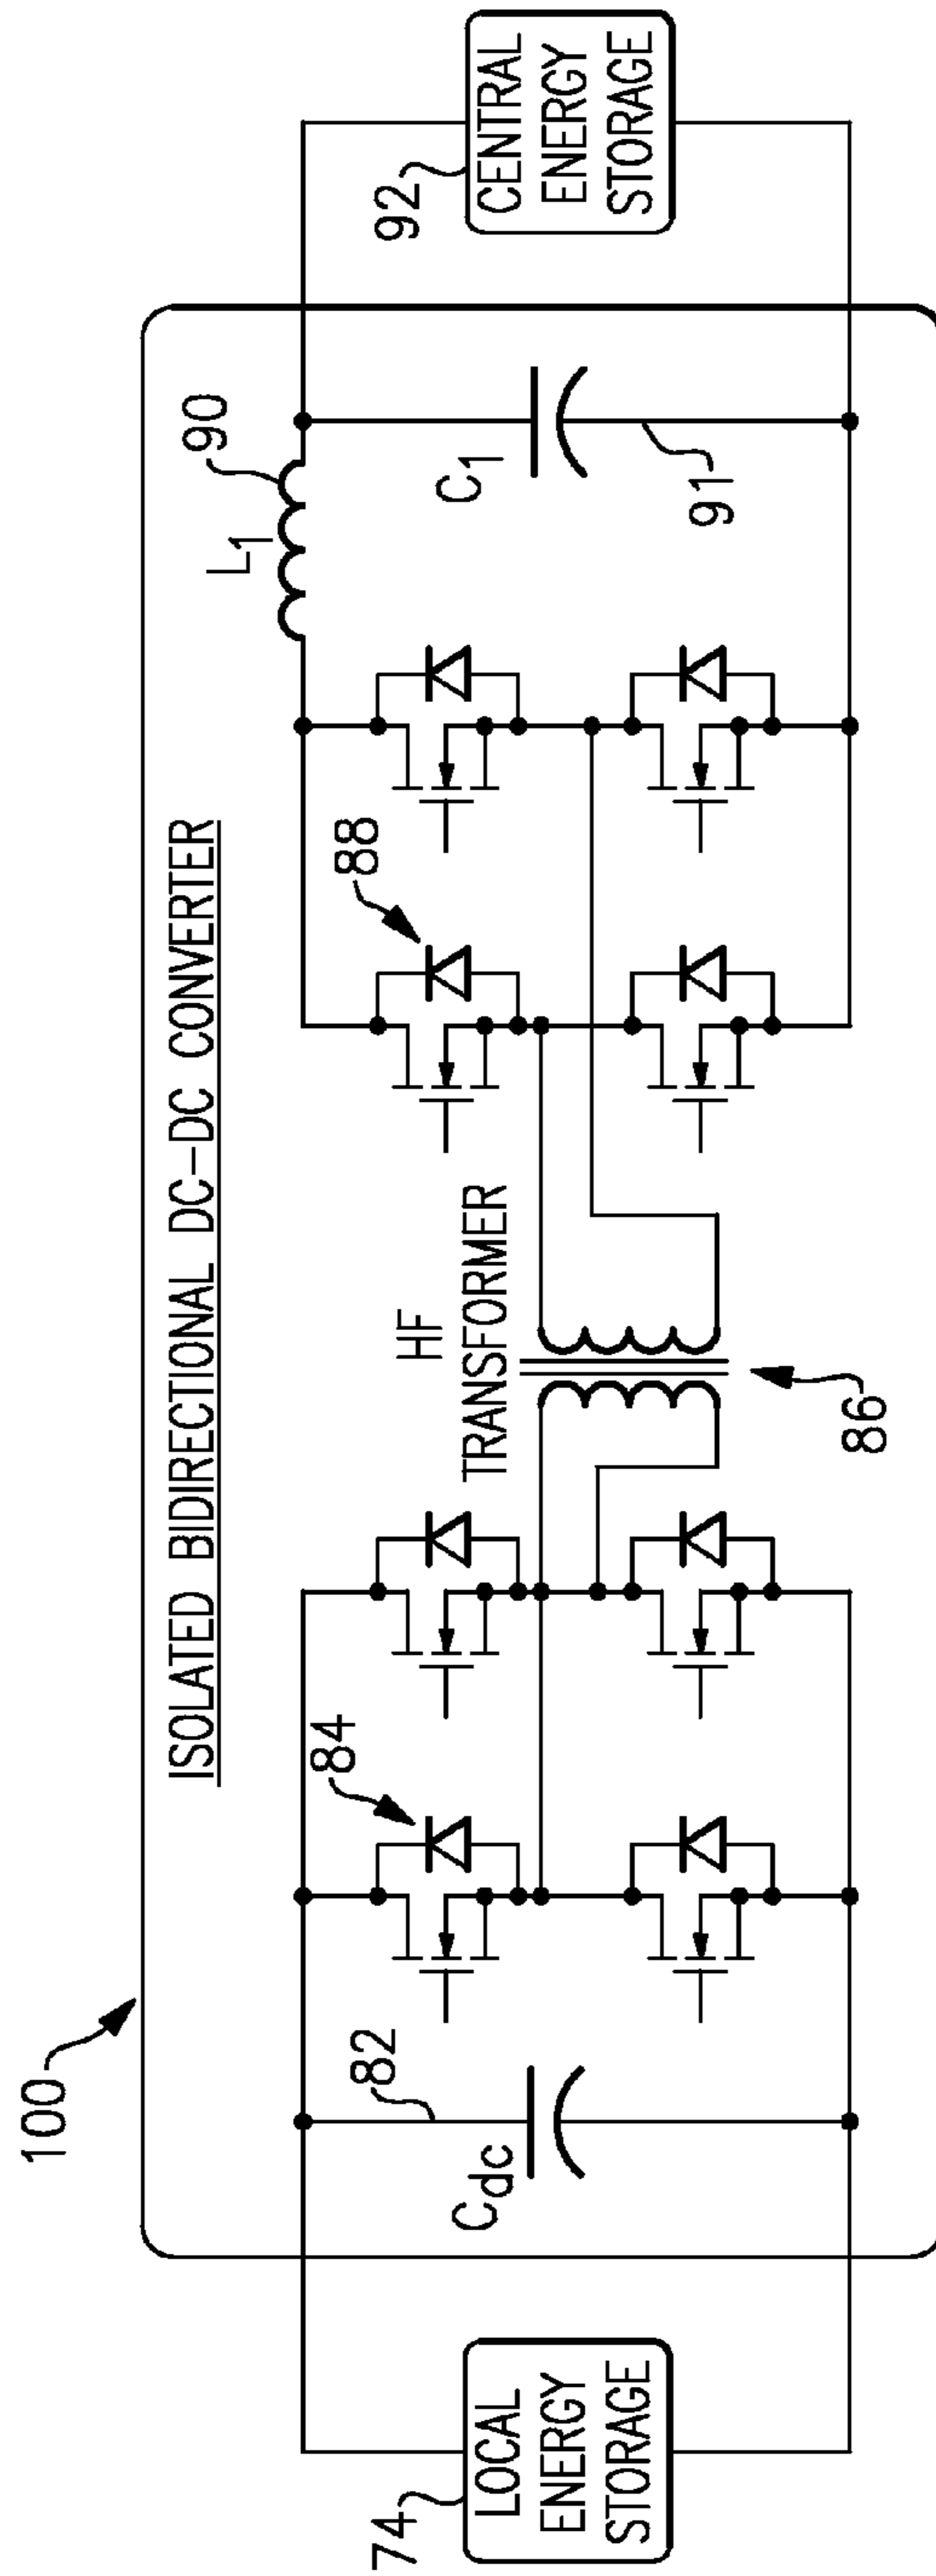 100
ISOLATED BIDIRECTIONAL DC-DC CONVERTER
74
LOCAL
ENERGY
STORAGE
82
Cdc
84
HF
TRANSFORMER
86
88
L1
90
C1
91
92
CENTRAL
ENERGY
STORAGE